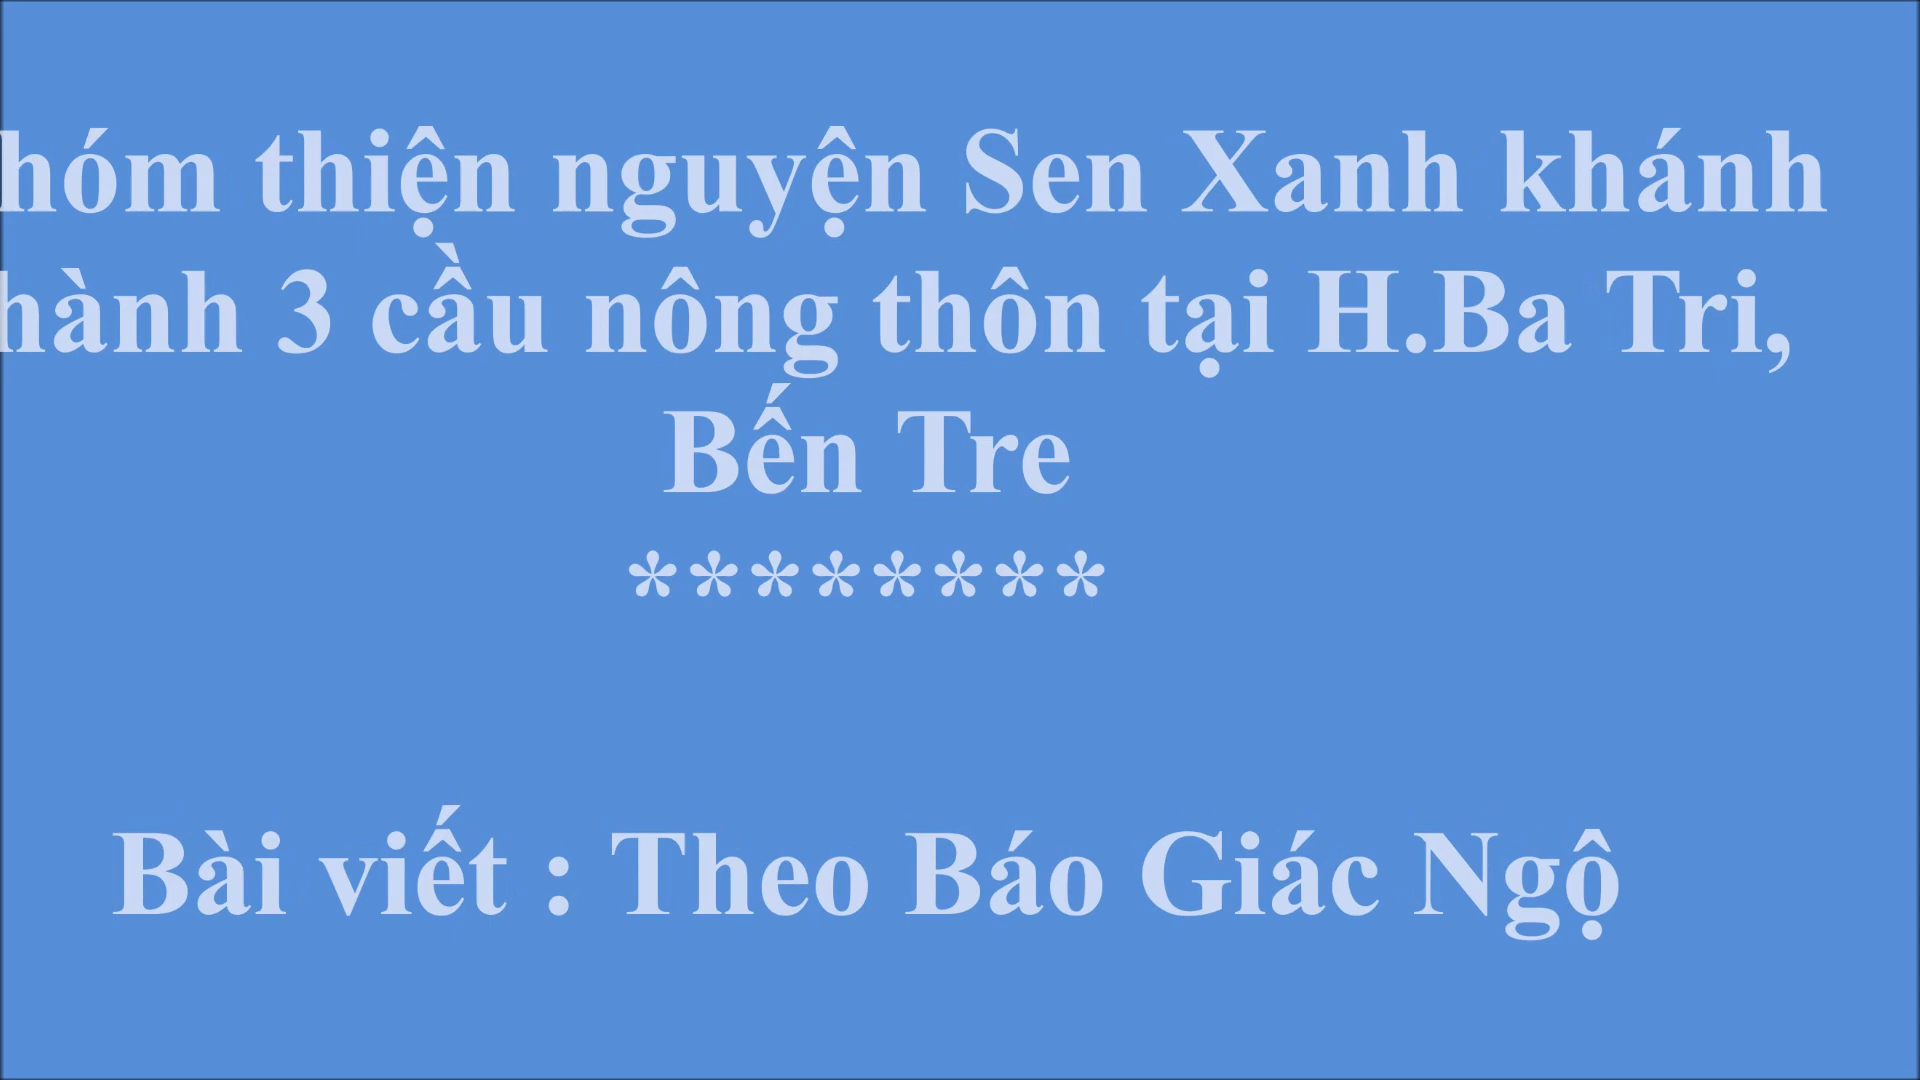 hóm thiện nguyện Sen Xanh khánh
hành 3 cầu nông thôn tại H.Ba Tri,
Bến Tre
********
Bài viết : Theo Báo Giác Ngộ